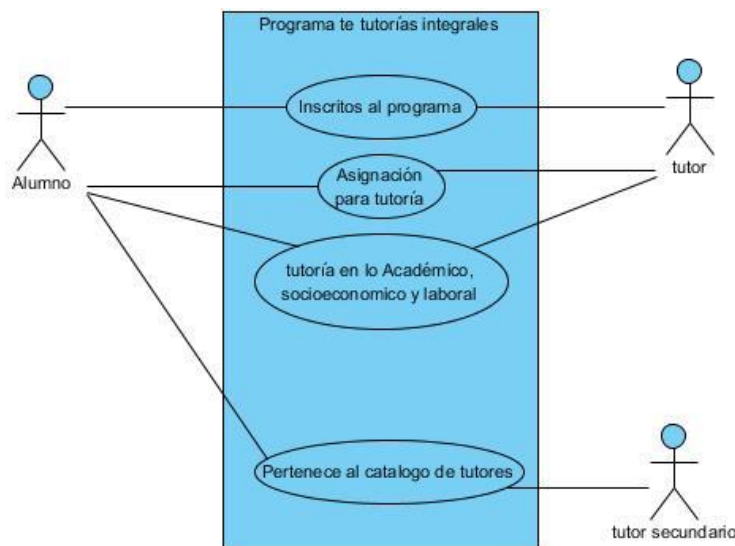 Programa te tutorías integrales
Inscritos al programa
Alumno
tutor
Asignación
para tutoría
tutoría en lo Académico,
socioeconomico y laboral
Pertenece al catalogo de tutores
tutor secundario